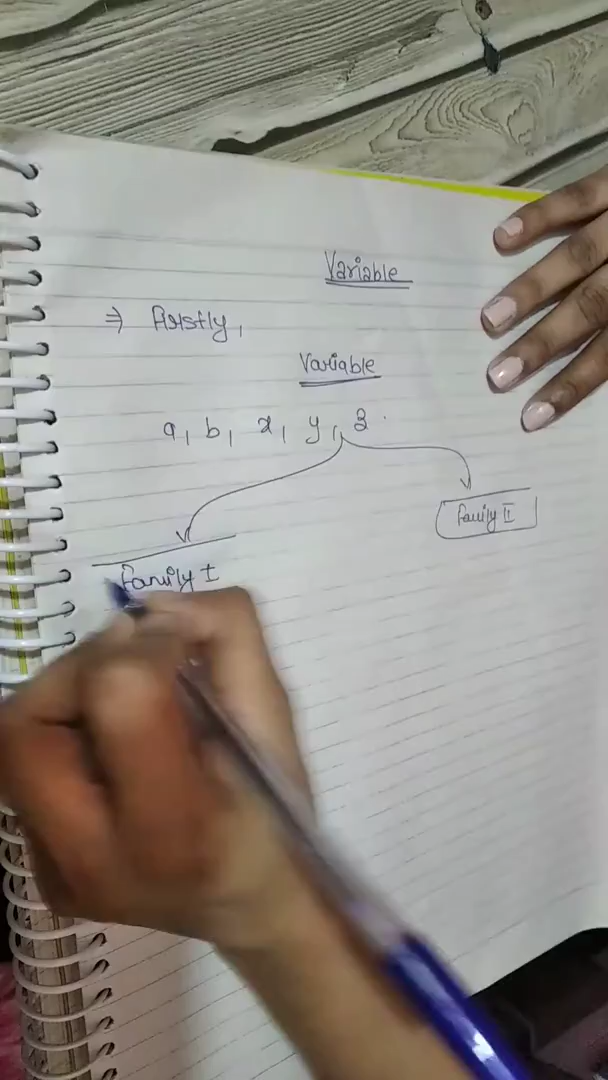 Variable
⇒ Firstly,
Variable
a, b, x, y, z.
Family II
Family I